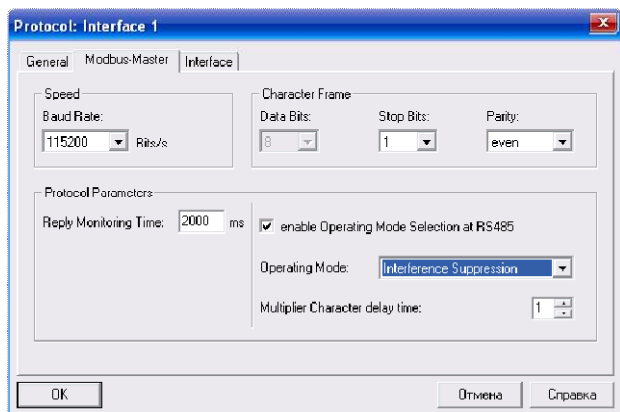 Protocol: Interface 1
General Modbus-Master Interface
Speed
Baud Rate:
115200 Bits/s
Character Frame
Data Bits: Stop Bits: Parity:
8 1 even
Protocol Parameters
Reply Monitoring Time: 2000 ms
enable Operating Mode Selection at RS485
Operating Mode: Interference Suppression
Multiplier Character delay time: 1
OK Отмена Справка